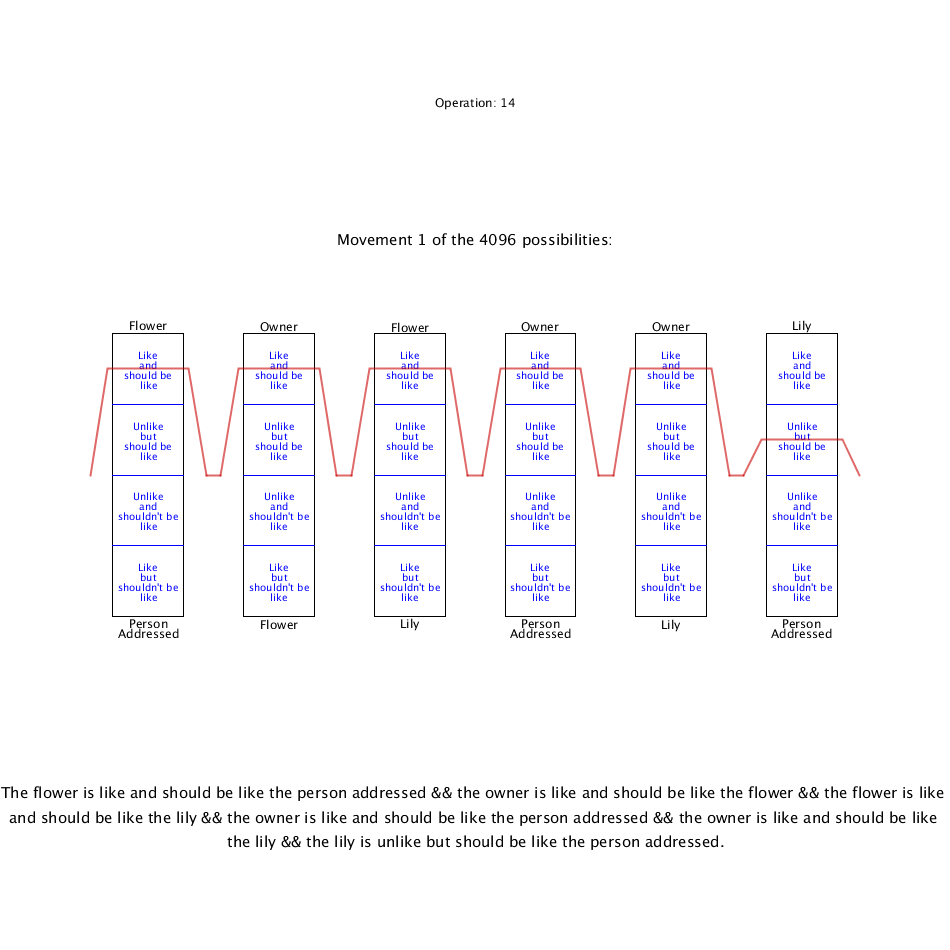 Operation: 14
Movement 1 of the 4096 possibilities:
Flower
Like
and
should be
like
Unlike
but
should be
like
Unlike
and
shouldn't be
like
Like
but
shouldn't be
like
Person
Addressed
Owner
Like
and
should be
like
Unlike
but
should be
like
Unlike
and
shouldn't be
like
Like
but
shouldn't be
like
Flower
Flower
Like
and
should be
like
Unlike
but
should be
like
Unlike
and
shouldn't be
like
Like
but
shouldn't be
like
Lily
Owner
Like
and
should be
like
Unlike
but
should be
like
Unlike
and
shouldn't be
like
Like
but
shouldn't be
like
Person
Addressed
Owner
Like
and
should be
like
Unlike
but
should be
like
Unlike
and
shouldn't be
like
Like
but
shouldn't be
like
Lily
Lily
Like
and
should be
like
Unlike
but
should be
like
Unlike
and
shouldn't be
like
Like
but
shouldn't be
like
Person
Addressed
The flower is like and should be like the person addressed && the owner is like and should be like the flower && the flower is like
and should be like the lily && the owner is like and should be like the person addressed && the owner is like and should be like
the lily && the lily is unlike but should be like the person addressed.